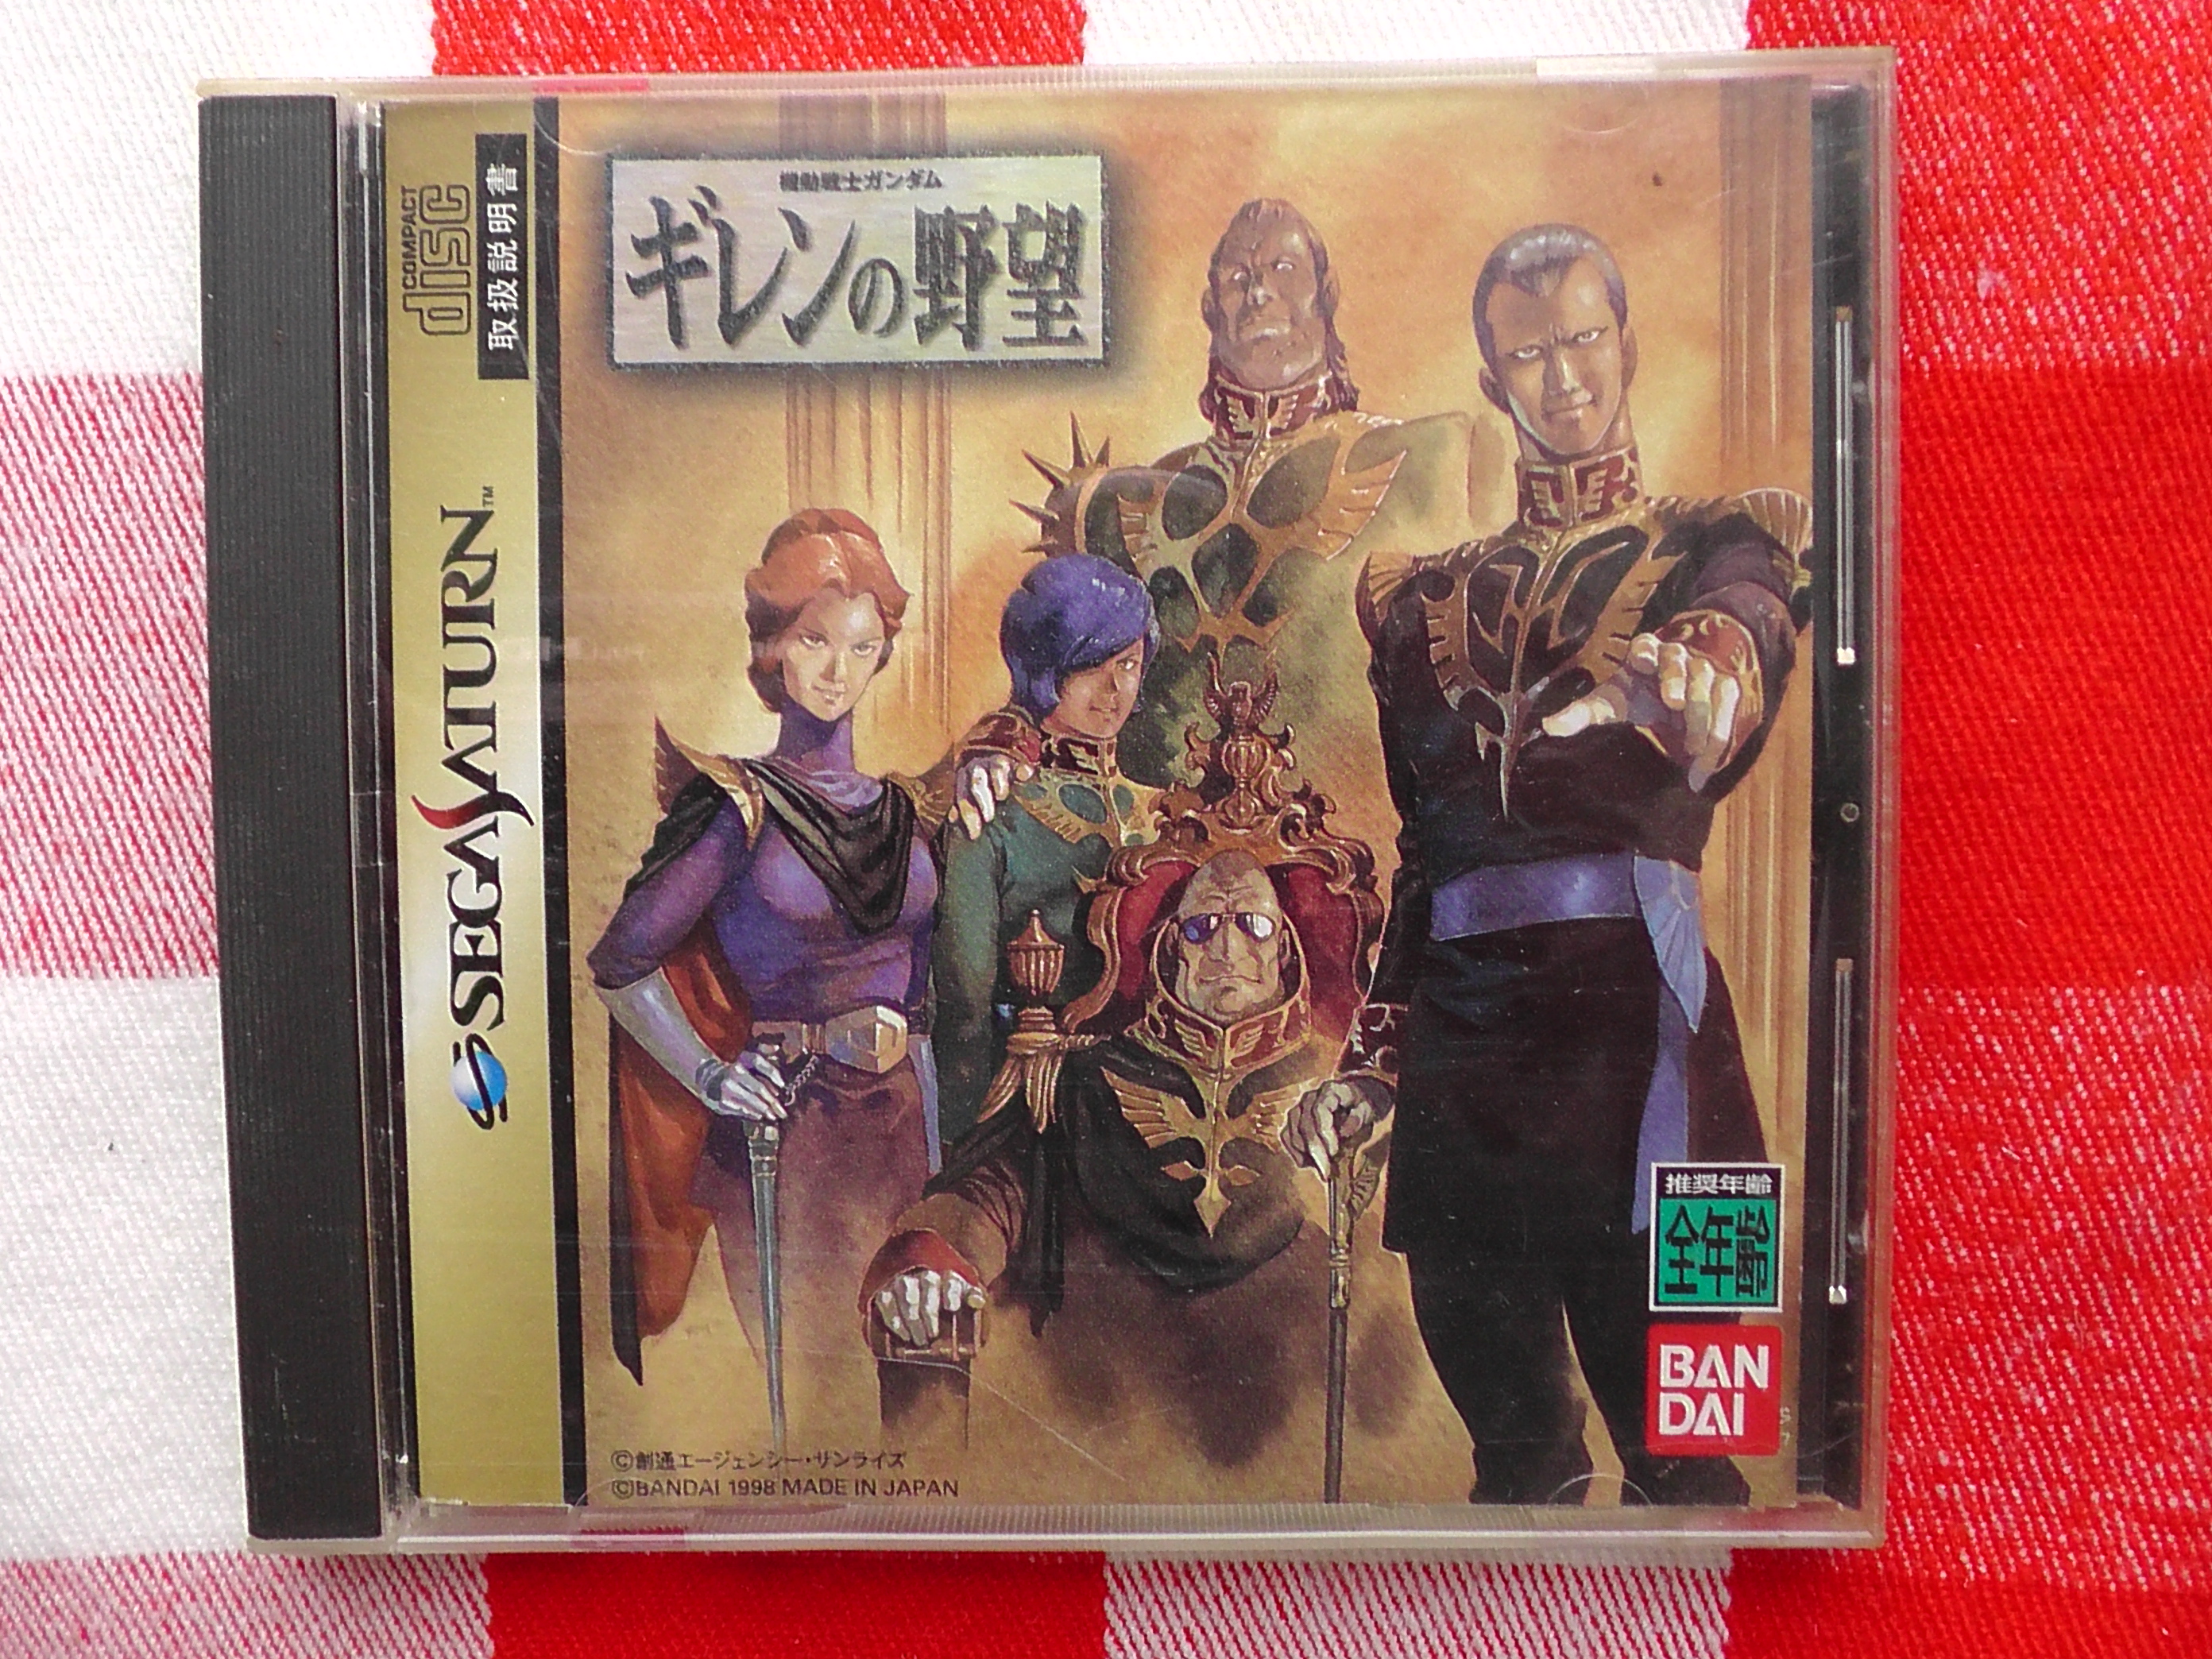 COMPACT
disc
取扱説明書
SEGA SATURN™
機動戦士ガンダム
ギレンの野望
推奨年齢
全年齢
BAN
DAI
©創通エージェンシー・サンライズ
©BANDAI 1998 MADE IN JAPAN